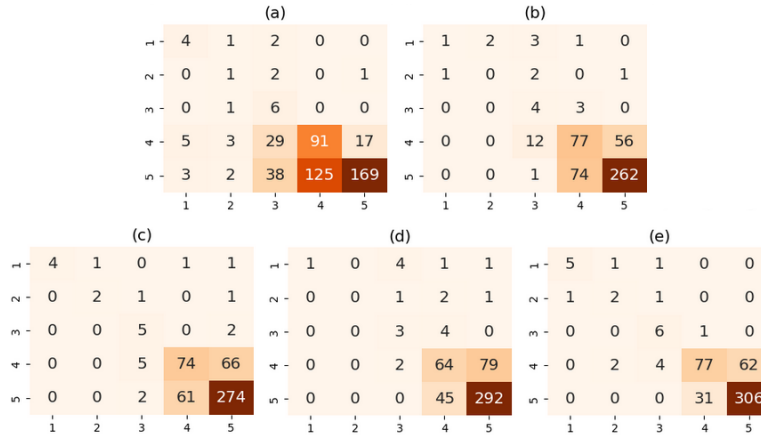 (a) (b)
1 4 1 2 0 0 1 1 2 3 1 0
2 0 1 2 0 1 2 1 0 2 0 1
3 0 1 6 0 0 3 0 0 4 3 0
4 5 3 29 91 17 4 0 0 12 77 56
5 3 2 38 125 169 5 0 0 1 74 262
1 2 3 4 5 1 2 3 4 5
(c) (d) (e)
1 4 1 0 1 1 1 1 0 4 1 1 1 5 1 1 0 0
2 0 2 1 0 1 2 0 0 1 2 1 2 1 2 1 0 0
3 0 0 5 0 2 3 0 0 3 4 0 3 0 0 6 1 0
4 0 0 5 74 66 4 0 0 2 64 79 4 0 2 4 77 62
5 0 0 2 61 274 5 0 0 0 45 292 5 0 0 0 31 306
1 2 3 4 5 1 2 3 4 5 1 2 3 4 5